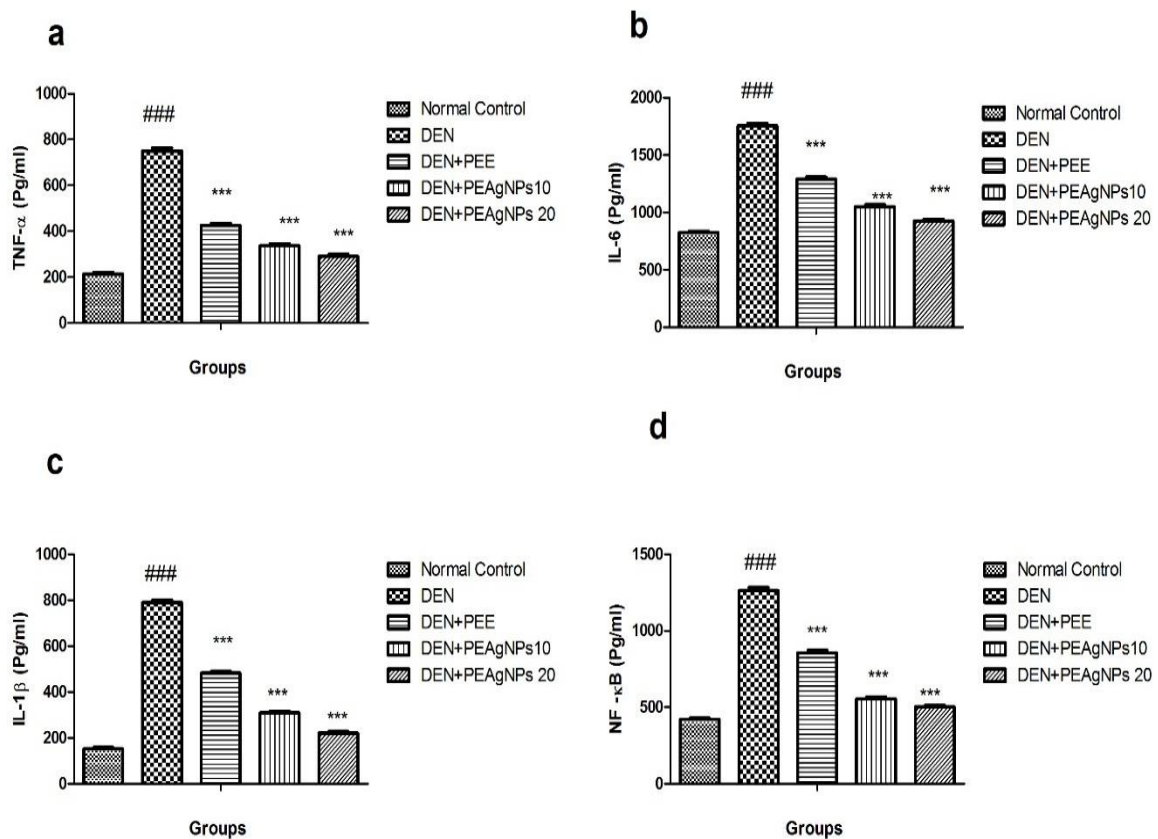 a
1000
800
600
400
200
0
TNF-α (Pg/ml)
###
***
***
***
Groups
Normal Control
DEN
DEN+PEE
DEN+PEAgNPs10
DEN+PEAgNPs 20
b
2000
1500
1000
500
0
IL-6 (Pg/ml)
###
***
***
***
Groups
Normal Control
DEN
DEN+PEE
DEN+PEAgNPs10
DEN+PEAgNPs 20
c
1000
800
600
400
200
0
IL-1β (Pg/ml)
###
***
***
***
Groups
Normal Control
DEN
DEN+PEE
DEN+PEAgNPs10
DEN+PEAgNPs 20
d
1500
1000
500
0
NF -κB (Pg/ml)
###
***
***
***
Groups
Normal Control
DEN
DEN+PEE
DEN+PEAgNPs10
DEN+PEAgNPs 20